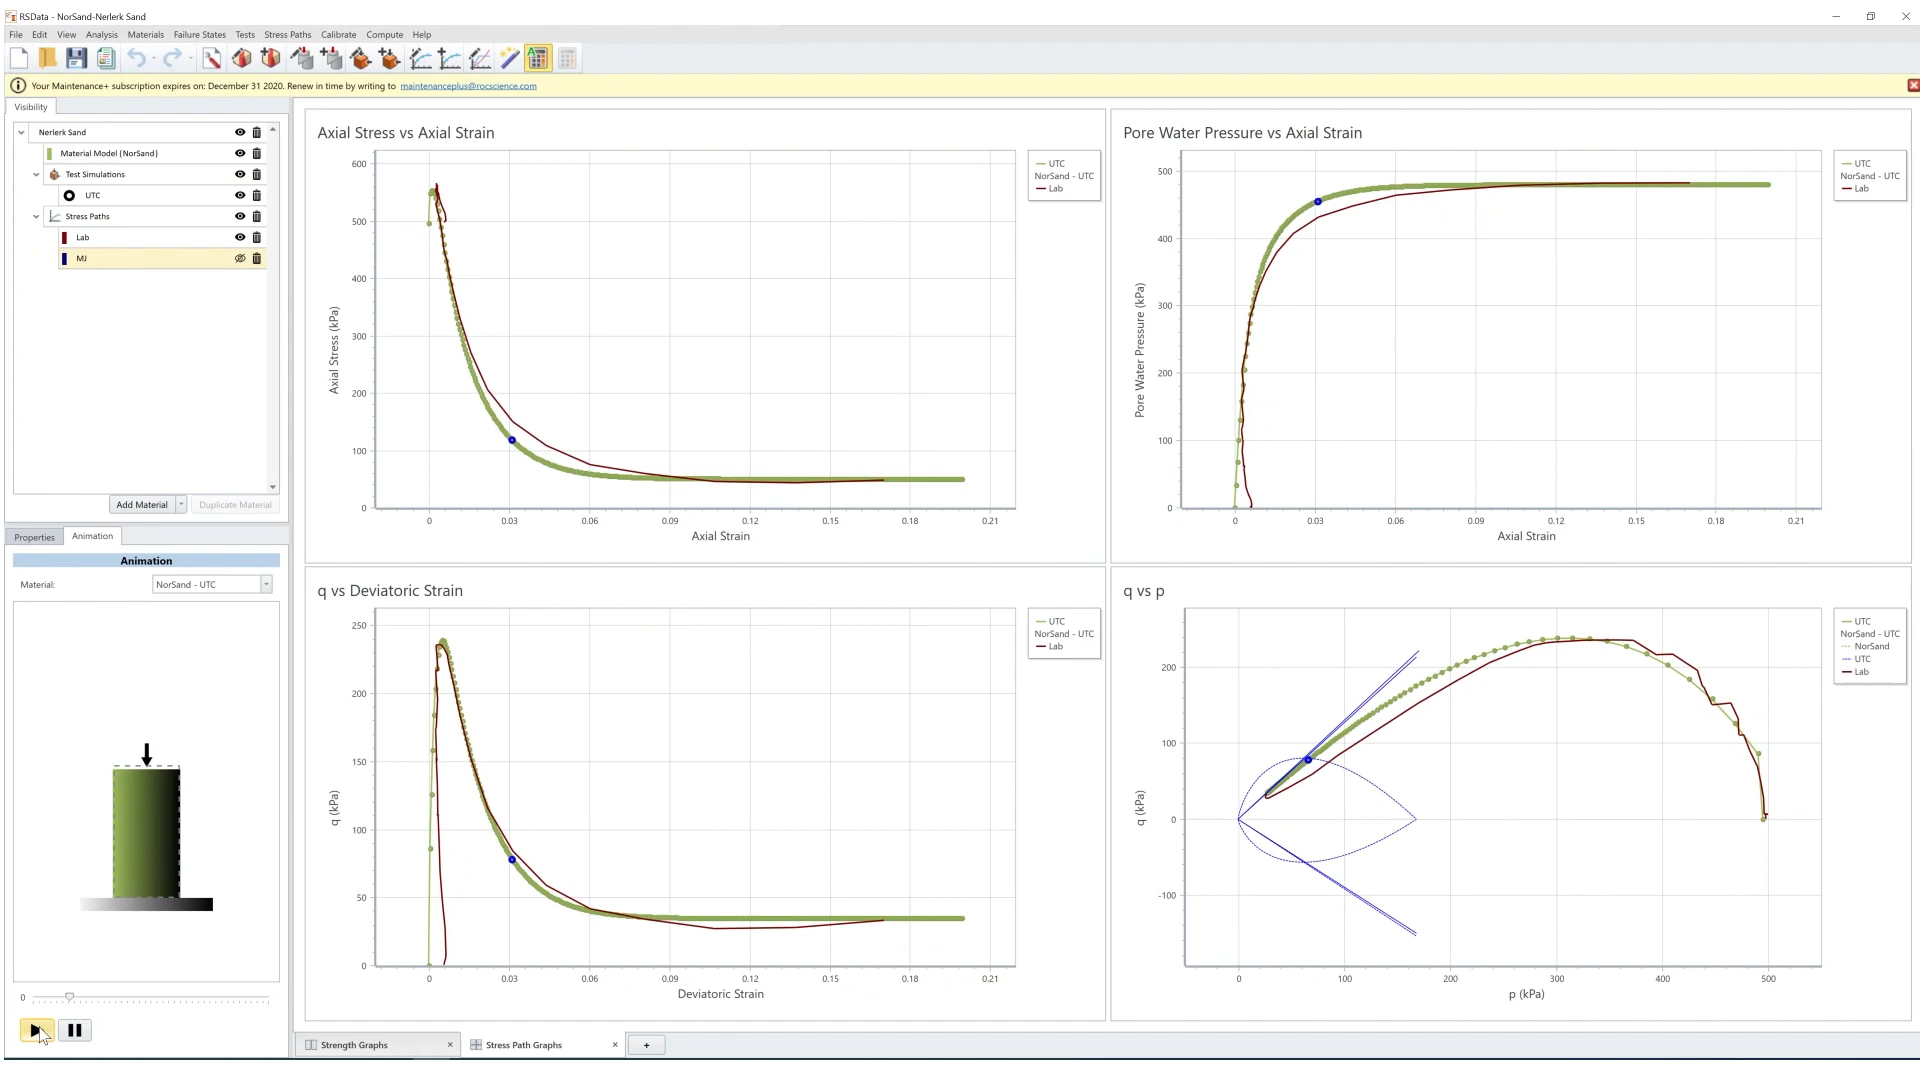 RSData - NorSand-Nerlerk Sand
File Edit View Analysis Materials Failure States Tests Stress Paths Calibrate Compute Help
Your Maintenance+ subscription expires on: December 31 2020. Renew in time by writing to maintenanceplus@rocscience.com
Visibility
Nerlerk Sand
Material Model (NorSand)
Test Simulations
UTC
Stress Paths
Lab
MJ
Add Material
Duplicate Material
Properties Animation
Animation
Material: NorSand - UTC
0
Axial Stress vs Axial Strain
UTC
NorSand - UTC
Lab
Axial Stress (kPa)
600
500
400
300
200
100
0
0 0.03 0.06 0.09 0.12 0.15 0.18 0.21
Axial Strain
Pore Water Pressure vs Axial Strain
UTC
NorSand - UTC
Lab
Pore Water Pressure (kPa)
500
400
300
200
100
0
0 0.03 0.06 0.09 0.12 0.15 0.18 0.21
Axial Strain
q vs Deviatoric Strain
UTC
NorSand - UTC
Lab
q (kPa)
250
200
150
100
50
0
0 0.03 0.06 0.09 0.12 0.15 0.18 0.21
Deviatoric Strain
q vs p
UTC
NorSand - UTC
NorSand
UTC
Lab
q (kPa)
200
100
0
-100
0 100 200 300 400 500
p (kPa)
Strength Graphs
Stress Path Graphs
+